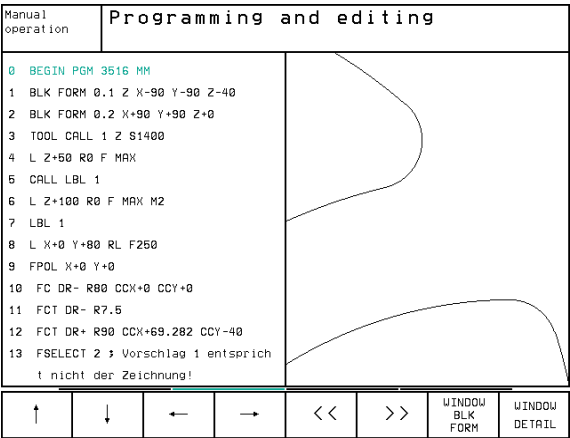 Manual
operation
Programming and editing
0 BEGIN PGM 3516 MM
1 BLK FORM 0.1 Z X-90 Y-90 Z-40
2 BLK FORM 0.2 X+90 Y+90 Z+0
3 TOOL CALL 1 Z S1400
4 L Z+50 R0 F MAX
5 CALL LBL 1
6 L Z+100 R0 F MAX M2
7 LBL 1
8 L X+0 Y+80 RL F250
9 FPOL X+0 Y+0
10 FC DR- R80 CCX+0 CCY+0
11 FCT DR- R7.5
12 FCT DR+ R90 CCX+69.282 CCY-40
13 FSELECT 2 ; Vorschlag 1 entsprich
t nicht der Zeichnung!
↑ ↓ ← → << >>
WINDOW
BLK
FORM
WINDOW
DETAIL